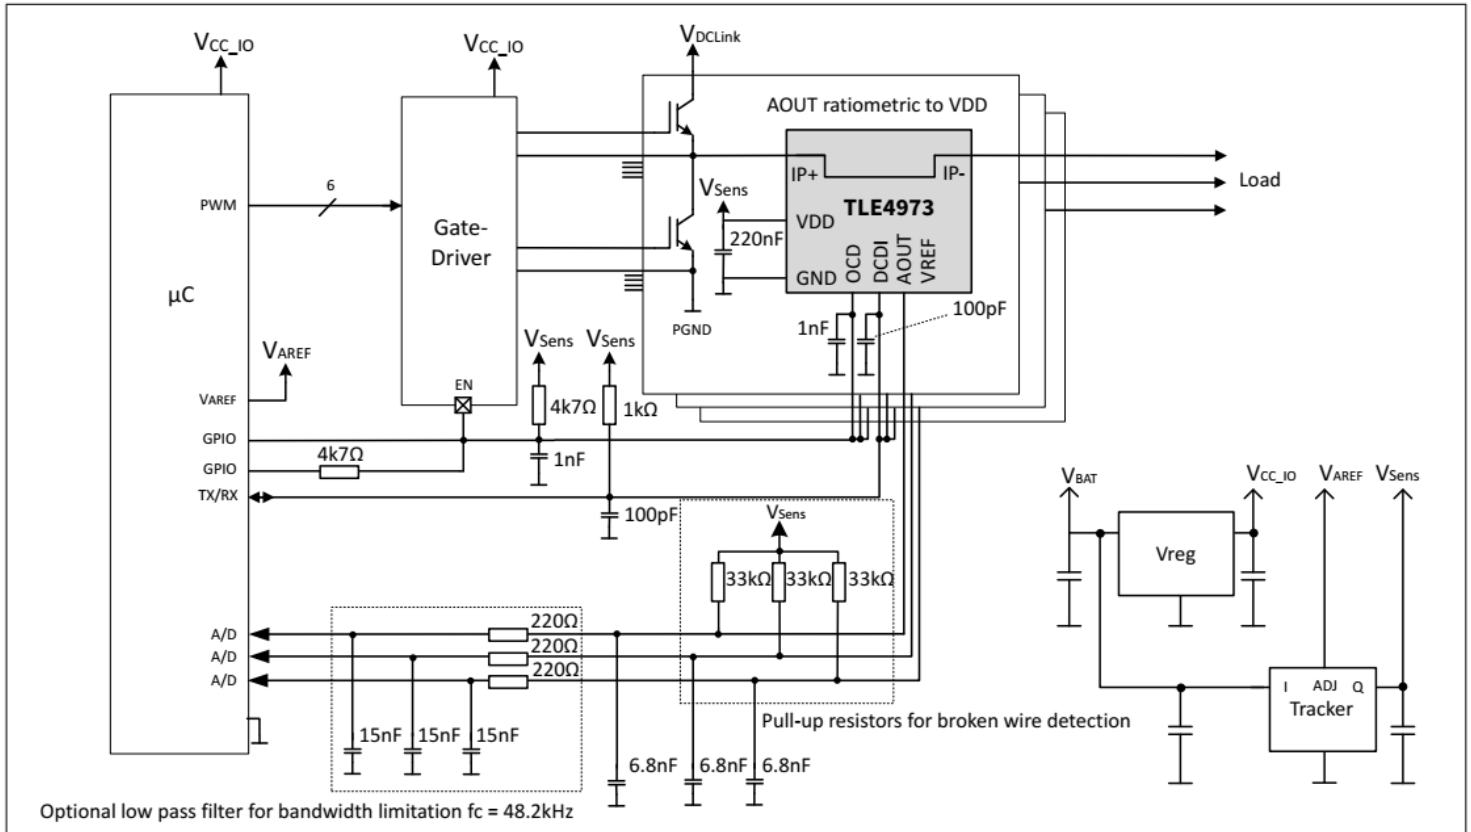 VCC_IO
VCC_IO
VDCLink
AOUT ratiometric to VDD
IP+
IP-
TLE4973
VSens
VDD
220nF
GND
OCD
DCDI
AOUT
VREF
Load
PWM
6
Gate-
Driver
µC
1nF
100pF
PGND
VAREF
VAREF
EN
VSens
VSens
4k7Ω
1kΩ
GPIO
GPIO
4k7Ω
1nF
TX/RX
100pF
VSens
33kΩ
33kΩ
33kΩ
VBAT
VCC_IO
VAREF
VSens
Vreg
A/D
A/D
A/D
220Ω
220Ω
220Ω
I
ADJ
Q
Tracker
Pull-up resistors for broken wire detection
15nF
15nF
15nF
6.8nF
6.8nF
6.8nF
Optional low pass filter for bandwidth limitation fc = 48.2kHz